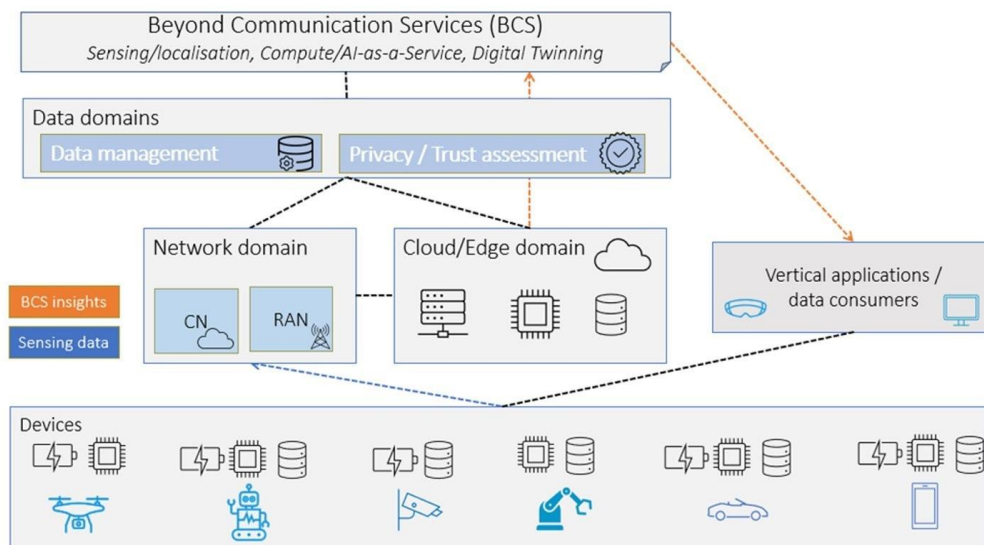 Beyond Communication Services (BCS)
Sensing/localisation, Compute/AI-as-a-Service, Digital Twinning
Data domains
Data management
Privacy / Trust assessment
Network domain
CN
RAN
Cloud/Edge domain
Vertical applications /
data consumers
BCS insights
Sensing data
Devices